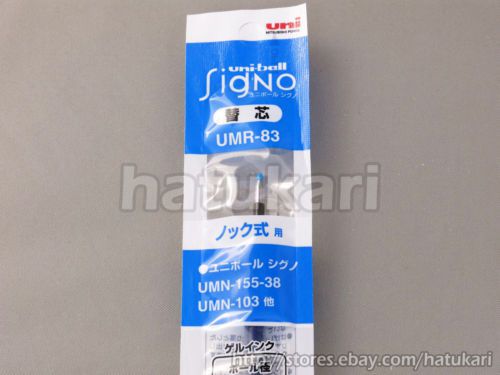 uni
MITSUBISHI PENCIL
uni-ball
Signo
ユニボール シグノ
替芯
UMR-83
hatukari
ノック式 用
●ユニボール シグノ
UMN-155-38
UMN-103 他
ゲルインク
ボール径
http://stores.ebay.com/hatukari